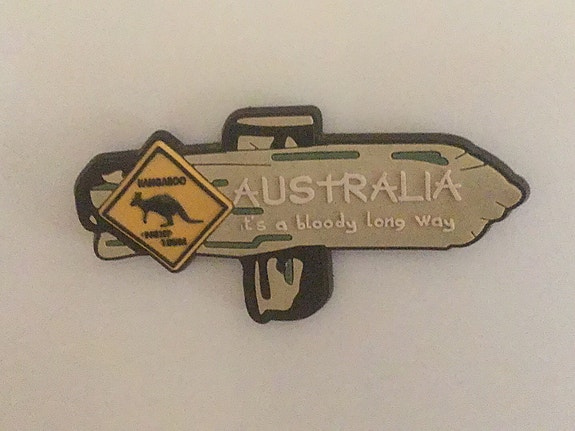 KANGAROO
AUSTRALIA
it's a bloody long way